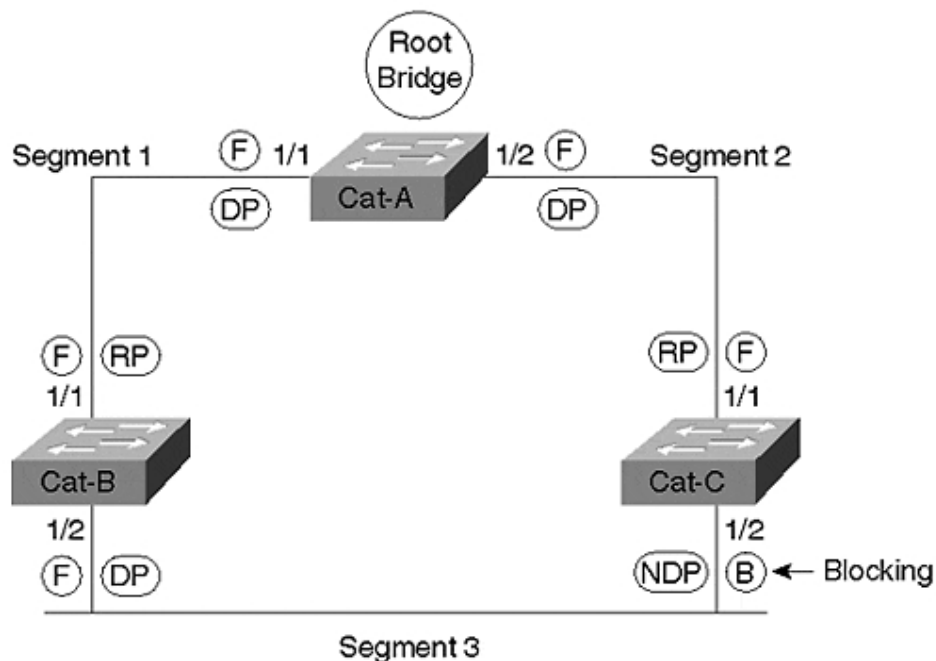 Root
Bridge
Segment 1
F
1/1
1/2
F
Segment 2
DP
Cat-A
DP
F
RP
RP
F
1/1
1/1
Cat-B
Cat-C
1/2
1/2
F
DP
NDP
B
Blocking
Segment 3